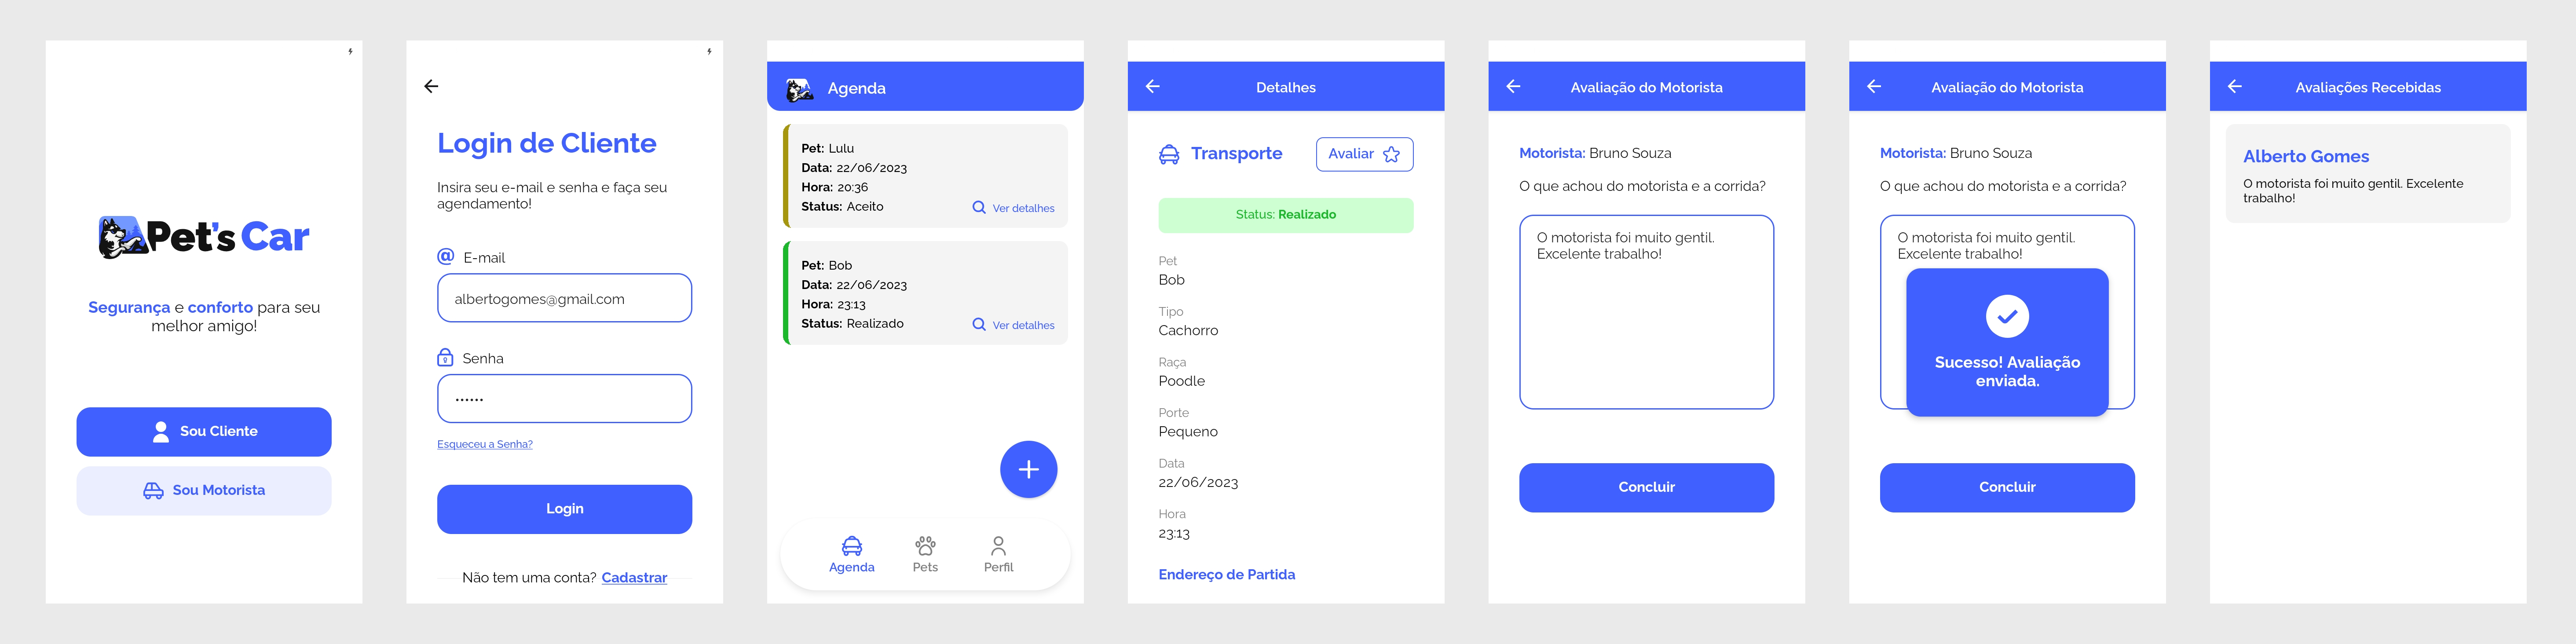 Pet's Car
Segurança e conforto para seu
melhor amigo!
Sou Cliente
Sou Motorista
Login de Cliente
Insira seu e-mail e senha e faça seu
agendamento!
@ E-mail
albertogomes@gmail.com
Senha
••••••
Esqueceu a Senha?
Login
Não tem uma conta? Cadastrar
Agenda
Pet: Lulu
Data: 22/06/2023
Hora: 20:36
Status: Aceito
Ver detalhes
Pet: Bob
Data: 22/06/2023
Hora: 23:13
Status: Realizado
Ver detalhes
Agenda
Pets
Perfil
Detalhes
Transporte
Avaliar
Status: Realizado
Pet
Bob
Tipo
Cachorro
Raça
Poodle
Porte
Pequeno
Data
22/06/2023
Hora
23:13
Endereço de Partida
Avaliação do Motorista
Motorista: Bruno Souza
O que achou do motorista e a corrida?
O motorista foi muito gentil.
Excelente trabalho!
Concluir
Avaliação do Motorista
Motorista: Bruno Souza
O que achou do motorista e a corrida?
O motorista foi muito gentil.
Excelente trabalho!
Sucesso! Avaliação
enviada.
Concluir
Avaliações Recebidas
Alberto Gomes
O motorista foi muito gentil. Excelente
trabalho!